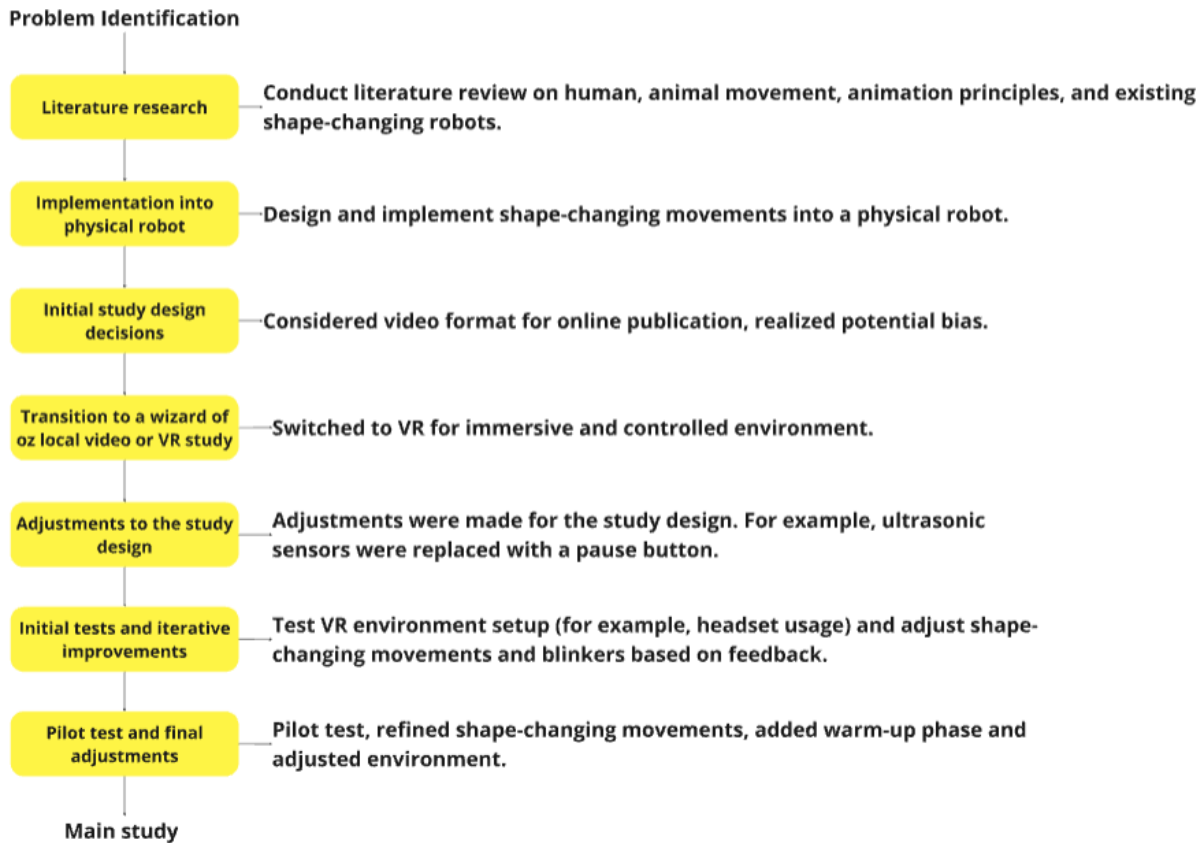 Problem Identification
Literature research
Conduct literature review on human, animal movement, animation principles, and existing
shape-changing robots.
Implementation into
physical robot
Design and implement shape-changing movements into a physical robot.
Initial study design
decisions
Considered video format for online publication, realized potential bias.
Transition to a wizard of
oz local video or VR study
Switched to VR for immersive and controlled environment.
Adjustments to the study
design
Adjustments were made for the study design. For example, ultrasonic
sensors were replaced with a pause button.
Initial tests and iterative
improvements
Test VR environment setup (for example, headset usage) and adjust shape-
changing movements and blinkers based on feedback.
Pilot test and final
adjustments
Pilot test, refined shape-changing movements, added warm-up phase and
adjusted environment.
Main study